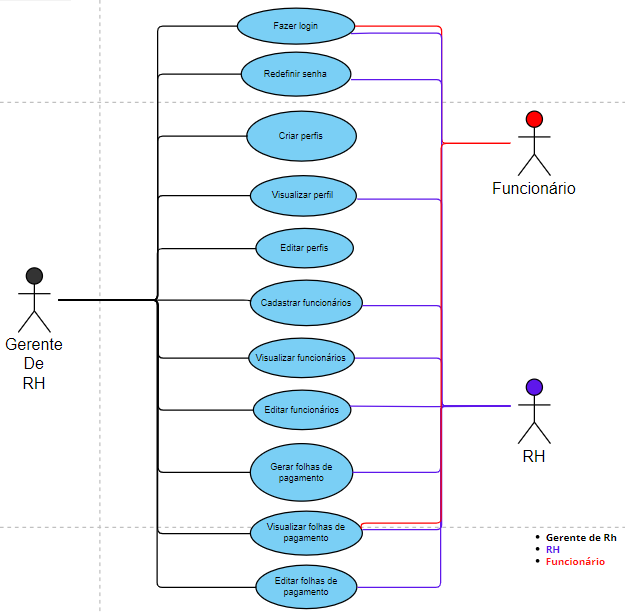 Fazer login
Redefinir senha
Criar perfis
Visualizar perfil
Editar perfis
Cadastrar funcionários
Visualizar funcionários
Editar funcionários
Gerar folhas de
pagamento
Visualizar folhas de
pagamento
Editar folhas de
pagamento
Gerente
De
RH
Funcionário
RH
Gerente de Rh
RH
Funcionário